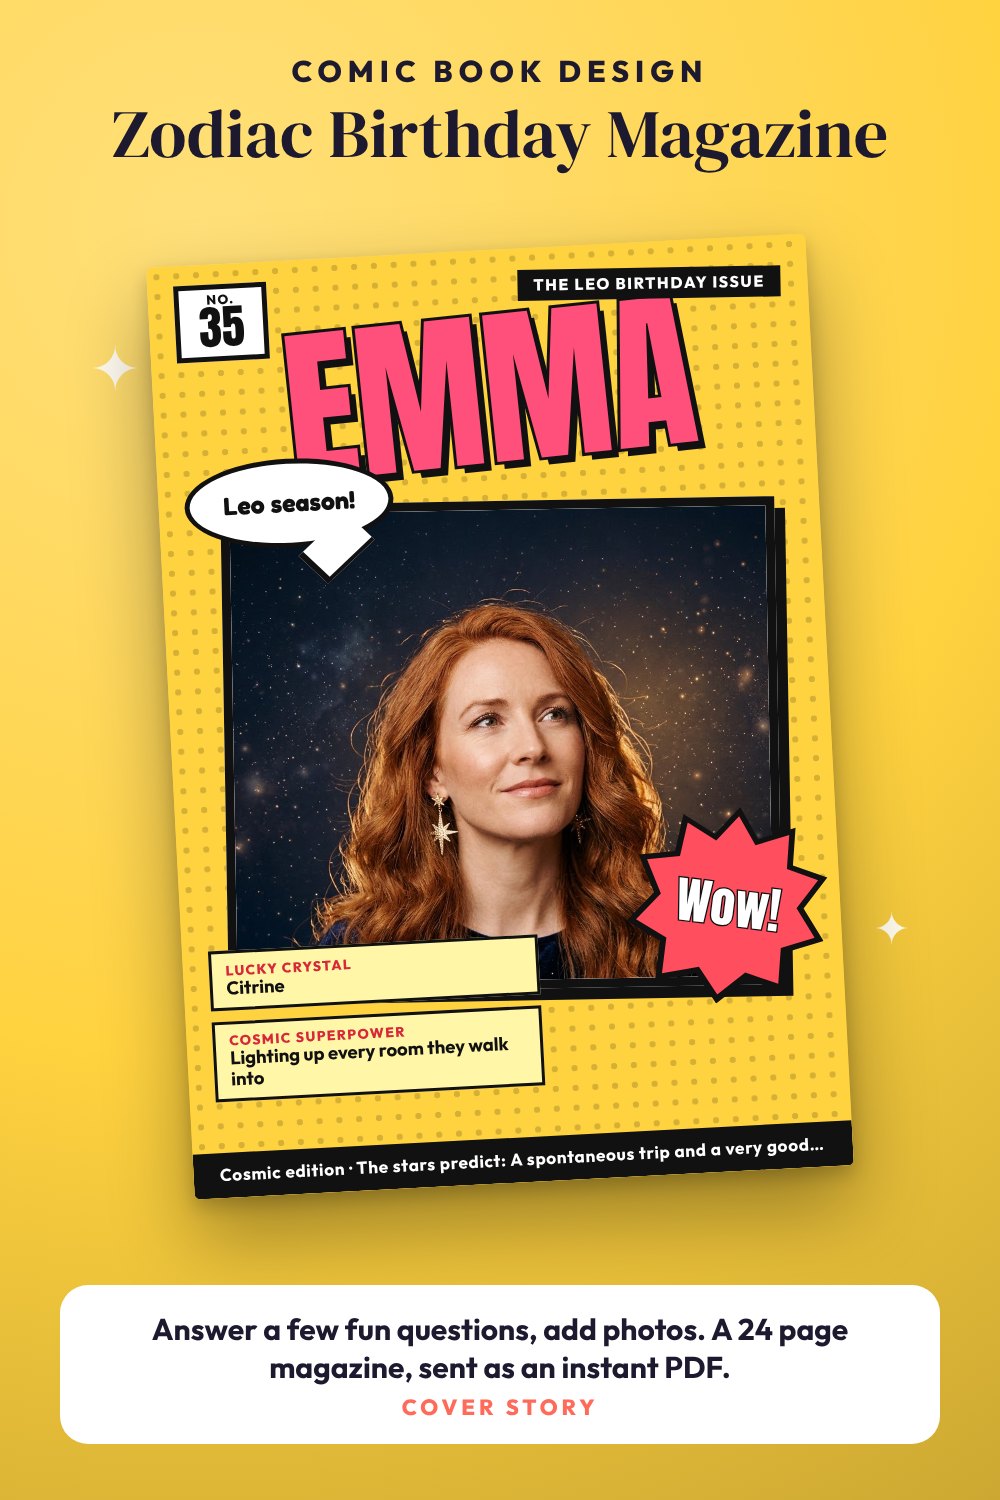 COMIC BOOK DESIGN
Zodiac Birthday Magazine
THE LEO BIRTHDAY ISSUE
NO.
35
EMMA
Leo season!
Wow!
LUCKY CRYSTAL
Citrine
COSMIC SUPERPOWER
Lighting up every room they walk
into
Cosmic edition · The stars predict: A spontaneous trip and a very good...
Answer a few fun questions, add photos. A 24 page
magazine, sent as an instant PDF.
COVER STORY